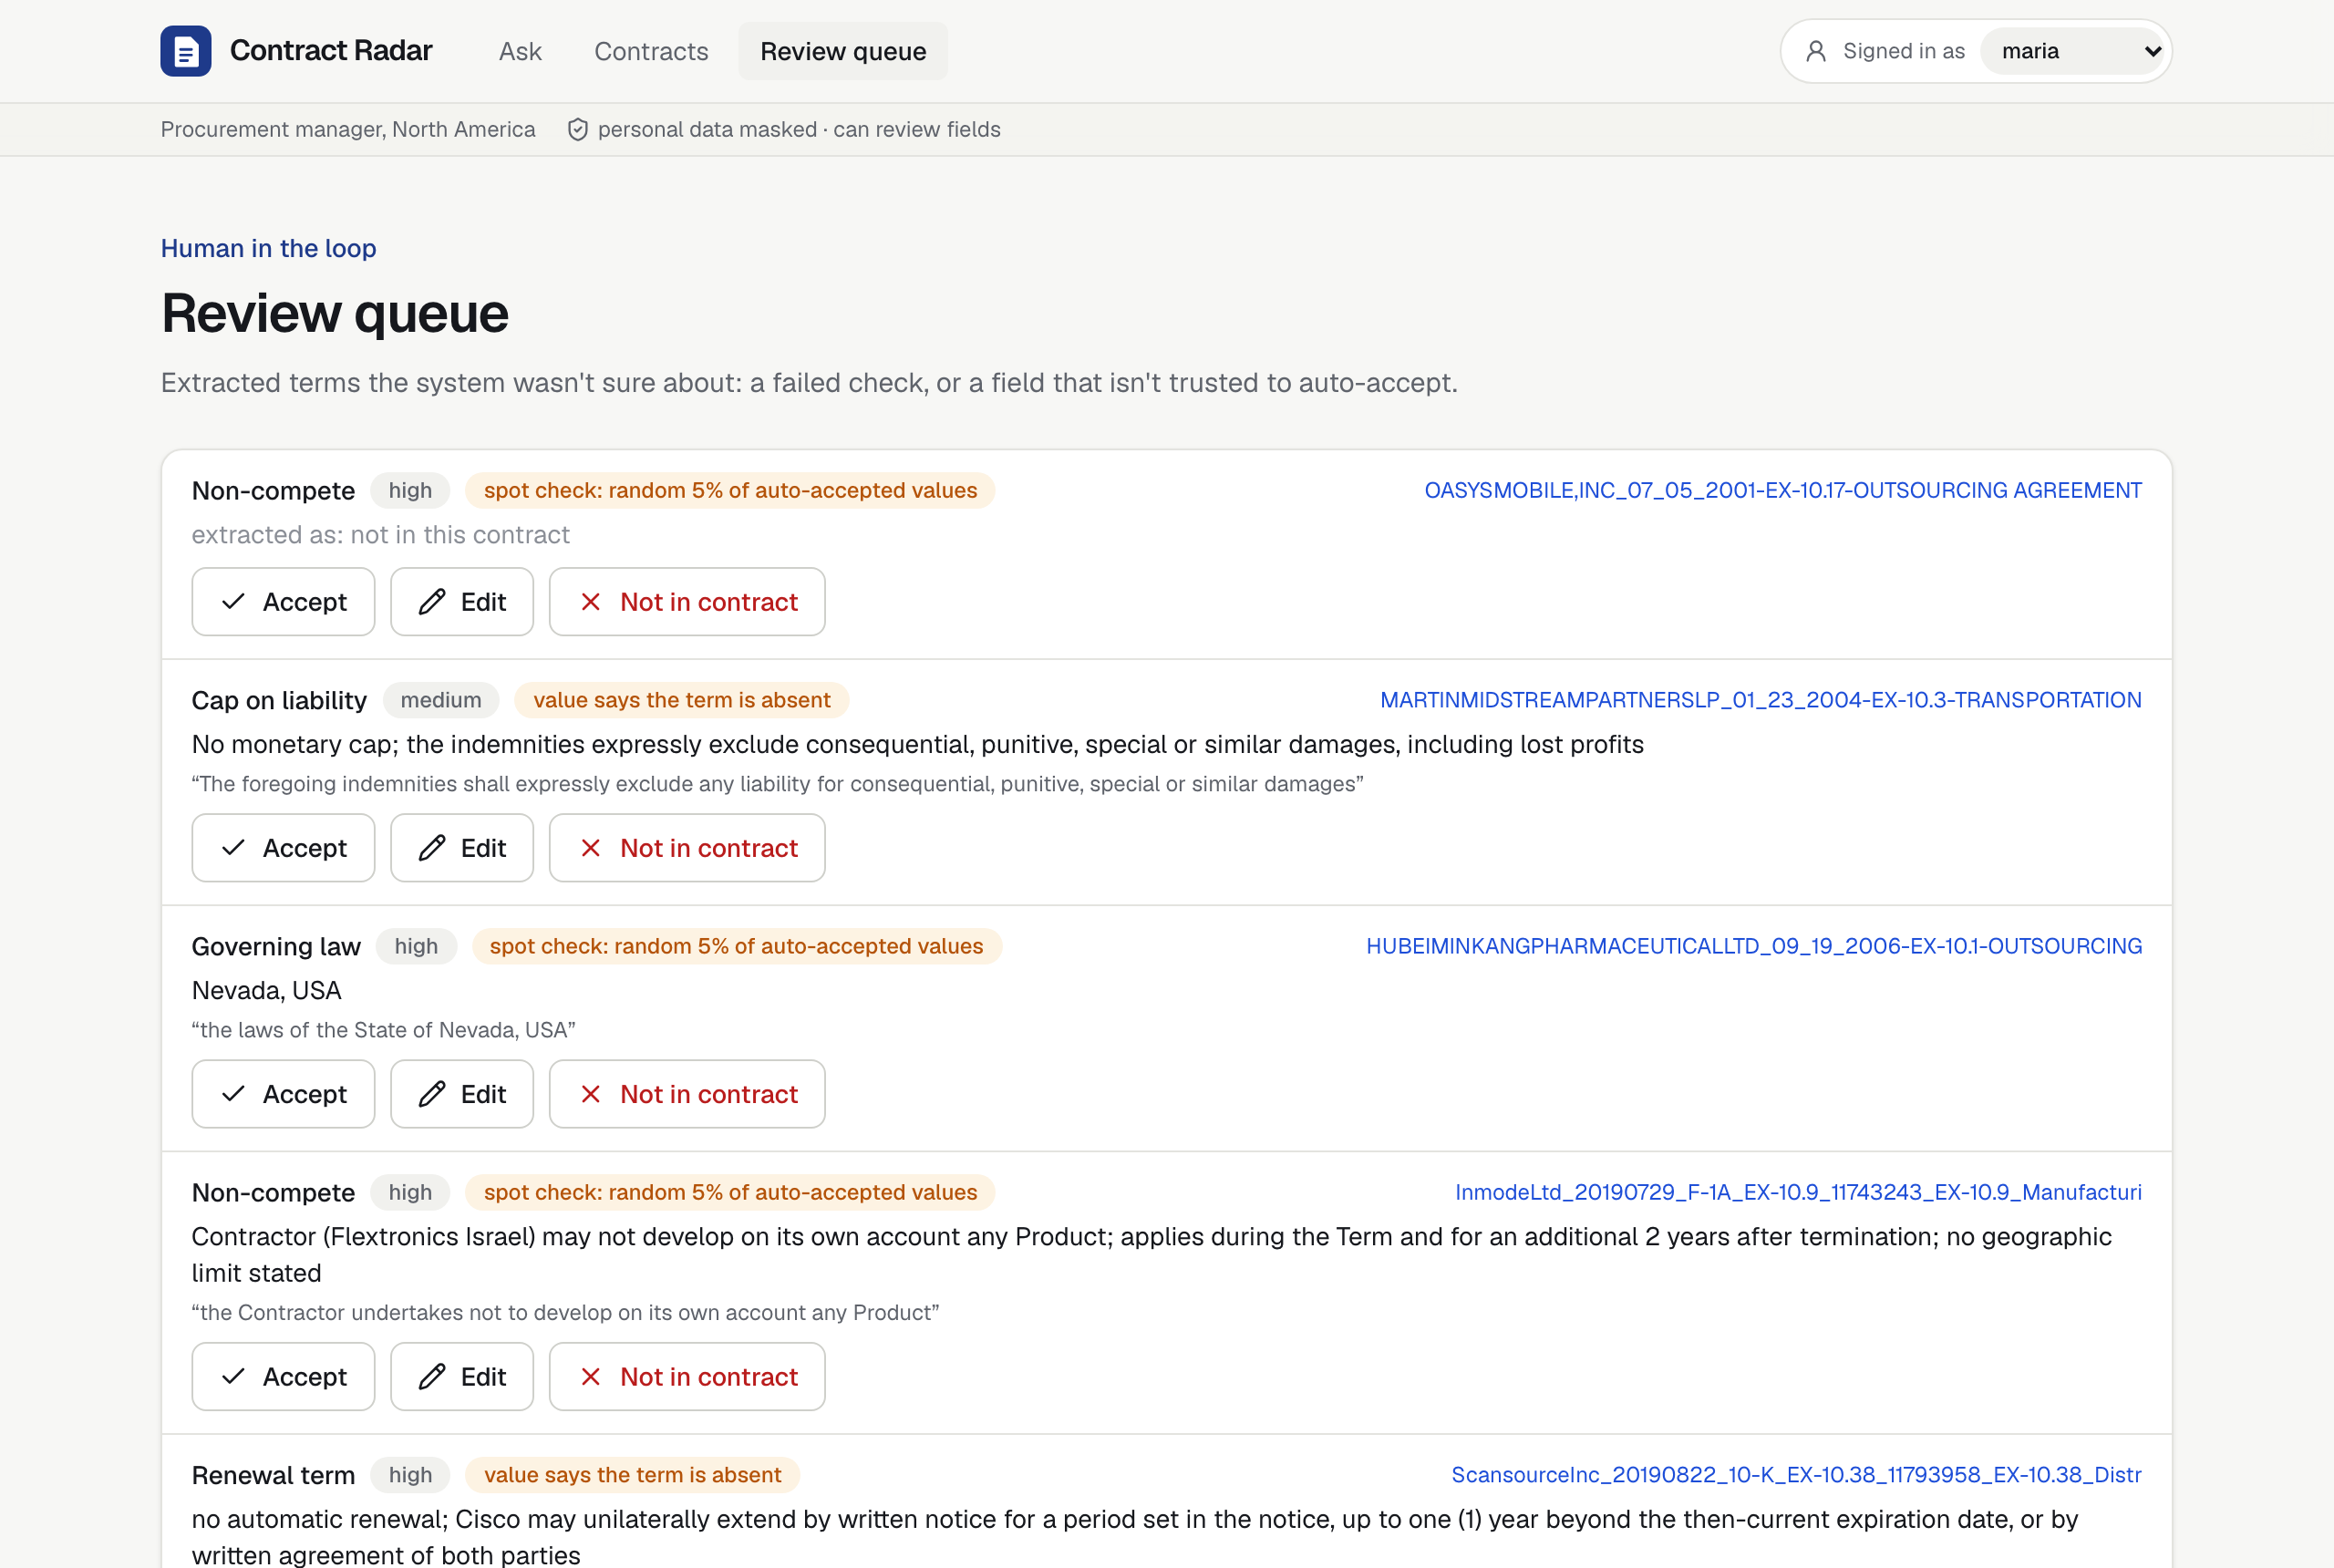 Contract Radar
Ask
Contracts
Review queue
Signed in as
maria
Procurement manager, North America
personal data masked · can review fields
Human in the loop
Review queue
Extracted terms the system wasn't sure about: a failed check, or a field that isn't trusted to auto-accept.
Non-compete high spot check: random 5% of auto-accepted values OASYSMOBILE,INC_07_05_2001-EX-10.17-OUTSOURCING AGREEMENT
extracted as: not in this contract
Accept Edit Not in contract
Cap on liability medium value says the term is absent MARTINMIDSTREAMPARTNERSLP_01_23_2004-EX-10.3-TRANSPORTATION
No monetary cap; the indemnities expressly exclude consequential, punitive, special or similar damages, including lost profits
“The foregoing indemnities shall expressly exclude any liability for consequential, punitive, special or similar damages”
Accept Edit Not in contract
Governing law high spot check: random 5% of auto-accepted values HUBEIMINKANGPHARMACEUTICALLTD_09_19_2006-EX-10.1-OUTSOURCING
Nevada, USA
“the laws of the State of Nevada, USA”
Accept Edit Not in contract
Non-compete high spot check: random 5% of auto-accepted values InmodeLtd_20190729_F-1A_EX-10.9_11743243_EX-10.9_Manufacturi
Contractor (Flextronics Israel) may not develop on its own account any Product; applies during the Term and for an additional 2 years after termination; no geographic
limit stated
“the Contractor undertakes not to develop on its own account any Product”
Accept Edit Not in contract
Renewal term high value says the term is absent ScansourceInc_20190822_10-K_EX-10.38_11793958_EX-10.38_Distr
no automatic renewal; Cisco may unilaterally extend by written notice for a period set in the notice, up to one (1) year beyond the then-current expiration date, or by
written agreement of both parties